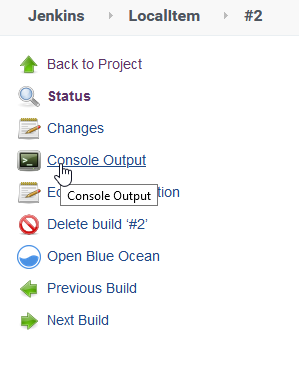 Jenkins LocalItem #2
Back to Project
Status
Changes
Console Output
Console Output
Delete build ‘#2’
Open Blue Ocean
Previous Build
Next Build